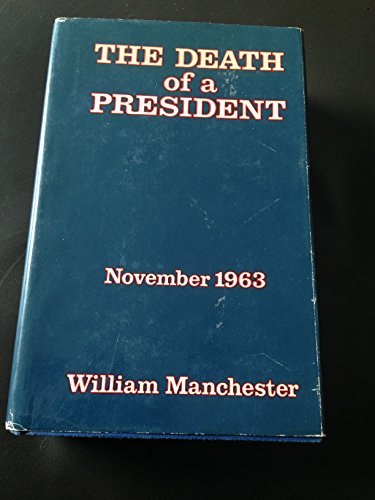 THE DEATH
of a
PRESIDENT
November 1963
William Manchester